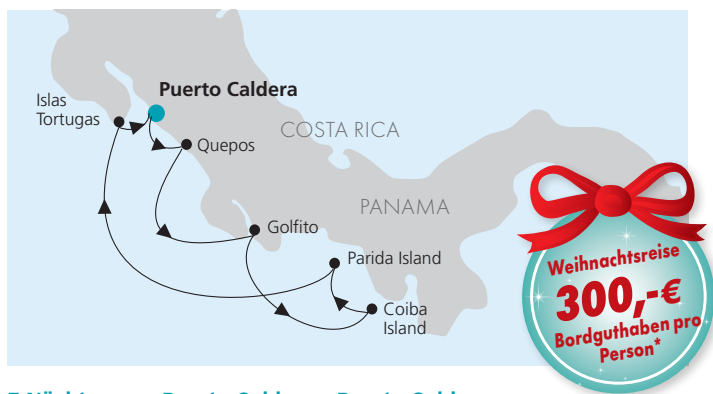 Puerto Caldera
Islas
Tortugas
COSTA RICA
Quepos
PANAMA
Golfito
Parida Island
Coiba
Island
Weihnachtsreise
300,-€
Bordguthaben pro
Person*